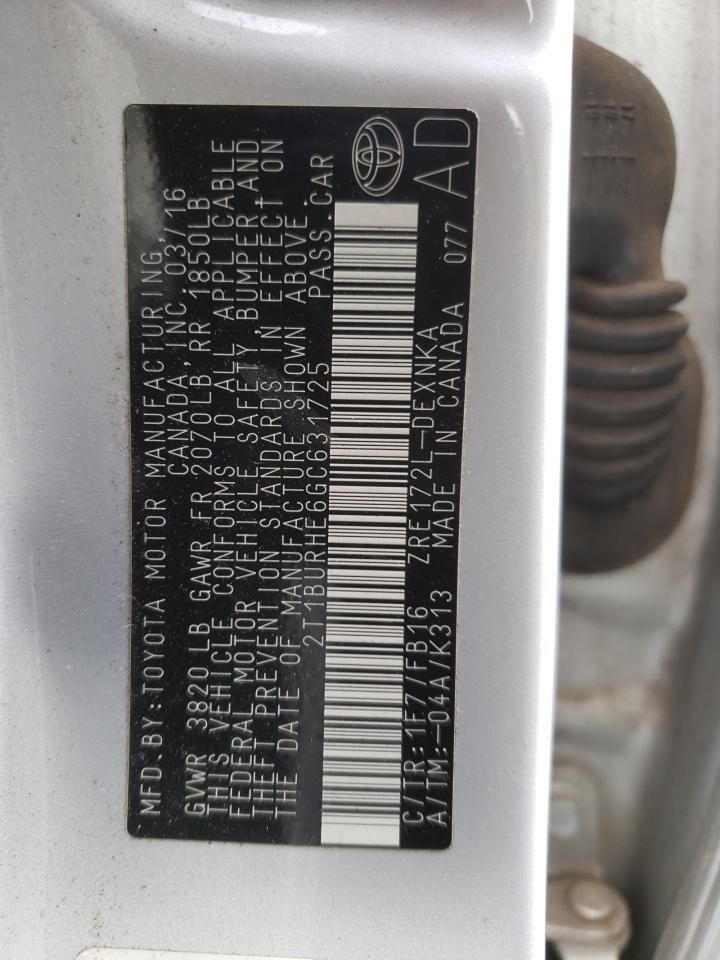 MFD.BY:TOYOTA MOTOR MANUFACTURING,
CANADA,INC.03/16
GVWR 3820 LB GAWR FR 2070LB, RR 1850LB
THIS VEHICLE CONFORMS TO ALL APPLICABLE
FEDERAL MOTOR VEHICLE SAFETY,BUMPER,AND
THEFT PREVENTION STANDARDS IN EFFECT ON
THE DATE OF MANUFACTURE SHOWN ABOVE.
2T1BURHE6GC631725 PASS.CAR
C/TR:1F7/FB16 ZRE172L-DEXNKA 077 AD
A/TM:-04A/K313 MADE IN CANADA